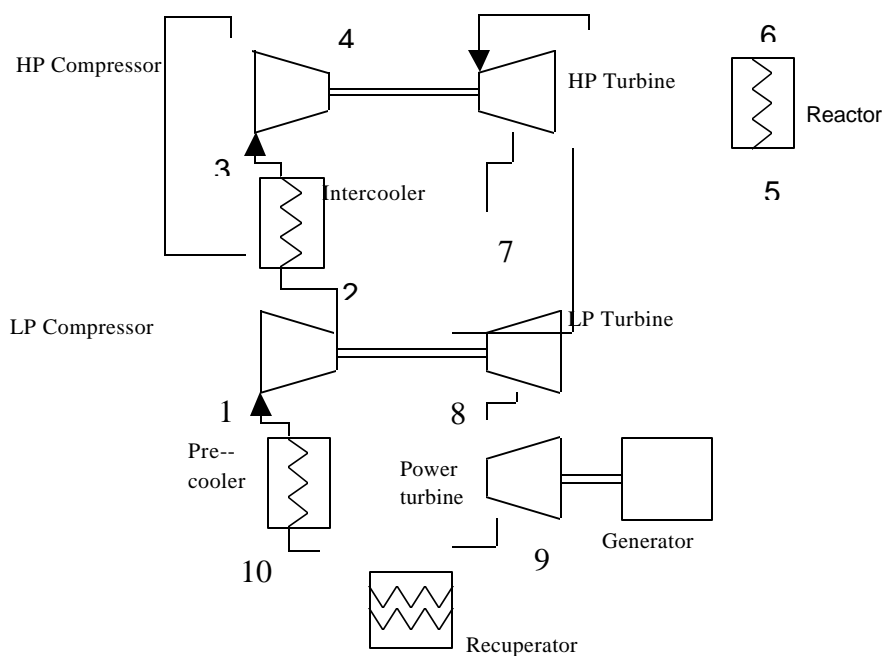 4
6
HP Compressor
HP Turbine
Reactor
3
Intercooler
5
7
2
LP Compressor
LP Turbine
1
8
Pre--
cooler
Power
turbine
Generator
10
9
Recuperator